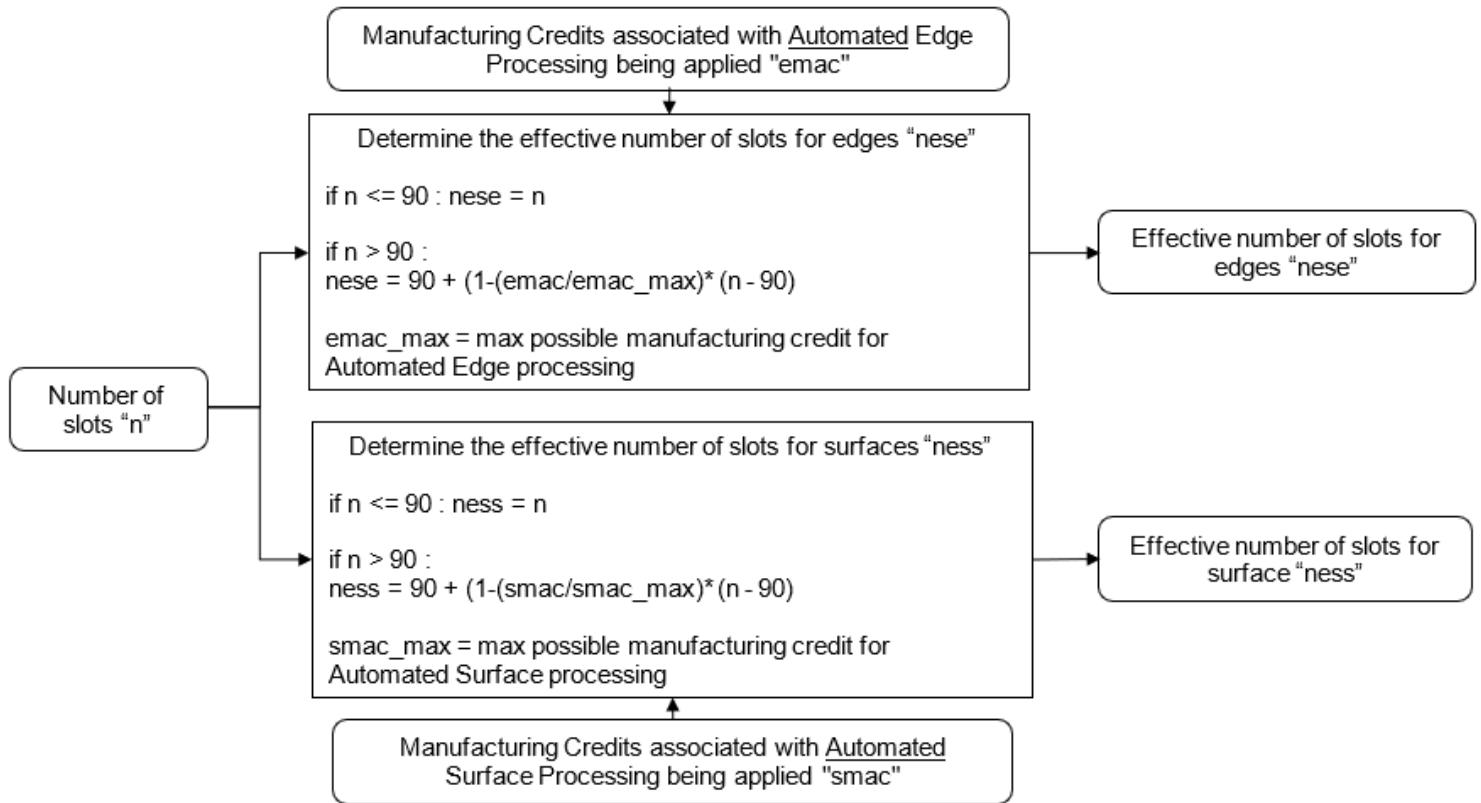 Manufacturing Credits associated with Automated Edge
Processing being applied "emac"
Determine the effective number of slots for edges “nese”
if n <= 90 : nese = n
if n > 90 :
nese = 90 + (1-(emac/emac_max)* (n - 90)
emac_max = max possible manufacturing credit for
Automated Edge processing
Effective number of slots for
edges “nese”
Number of
slots “n”
Determine the effective number of slots for surfaces “ness”
if n <= 90 : ness = n
if n > 90 :
ness = 90 + (1-(smac/smac_max)* (n - 90)
smac_max = max possible manufacturing credit for
Automated Surface processing
Effective number of slots for
surface “ness”
Manufacturing Credits associated with Automated
Surface Processing being applied "smac"